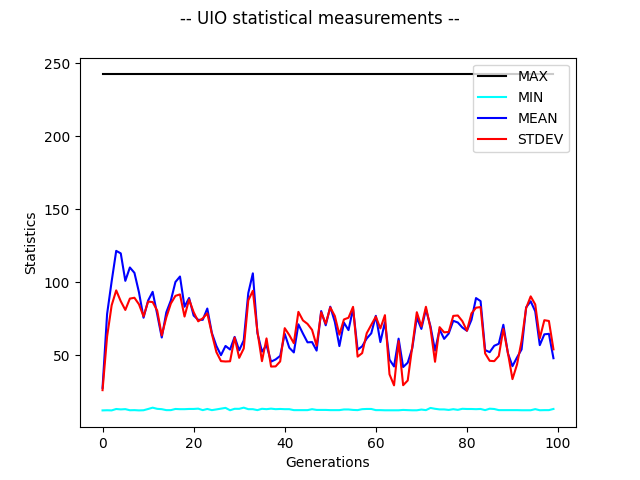 -- UIO statistical measurements --
250
200
150
100
50
0
20
40
60
80
100
Statistics
Generations
MAX
MIN
MEAN
STDEV